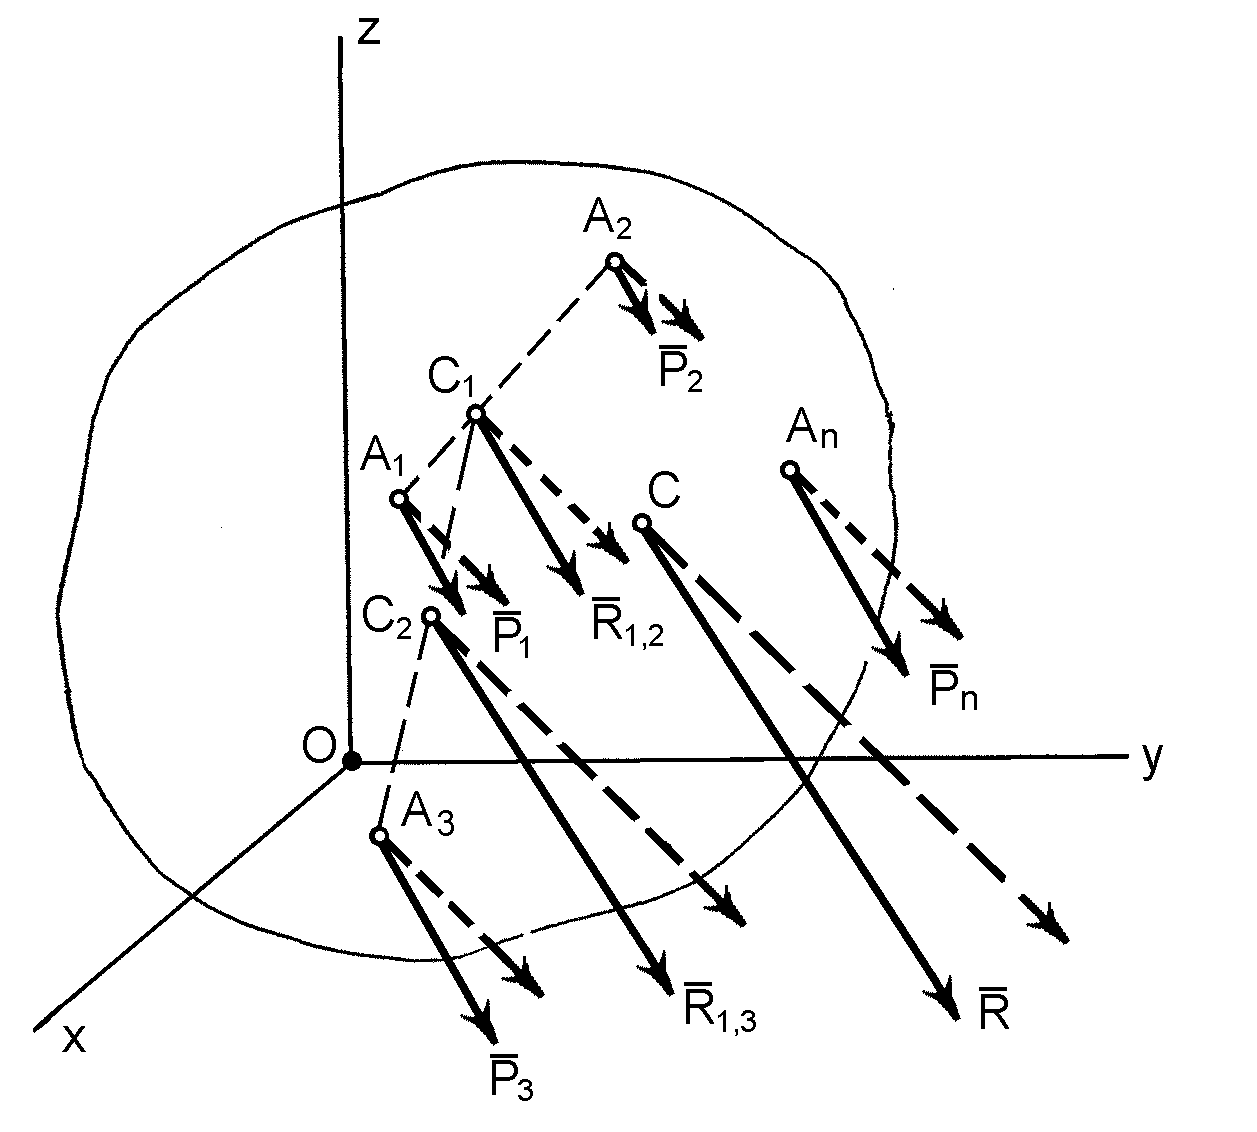 z
A₂
P̅₂
C₁
Aₙ
A₁
C
C₂
P̅₁
R̅₁,₂
P̅ₙ
O
y
A₃
R̅₁,₃
R̅
x
P̅₃